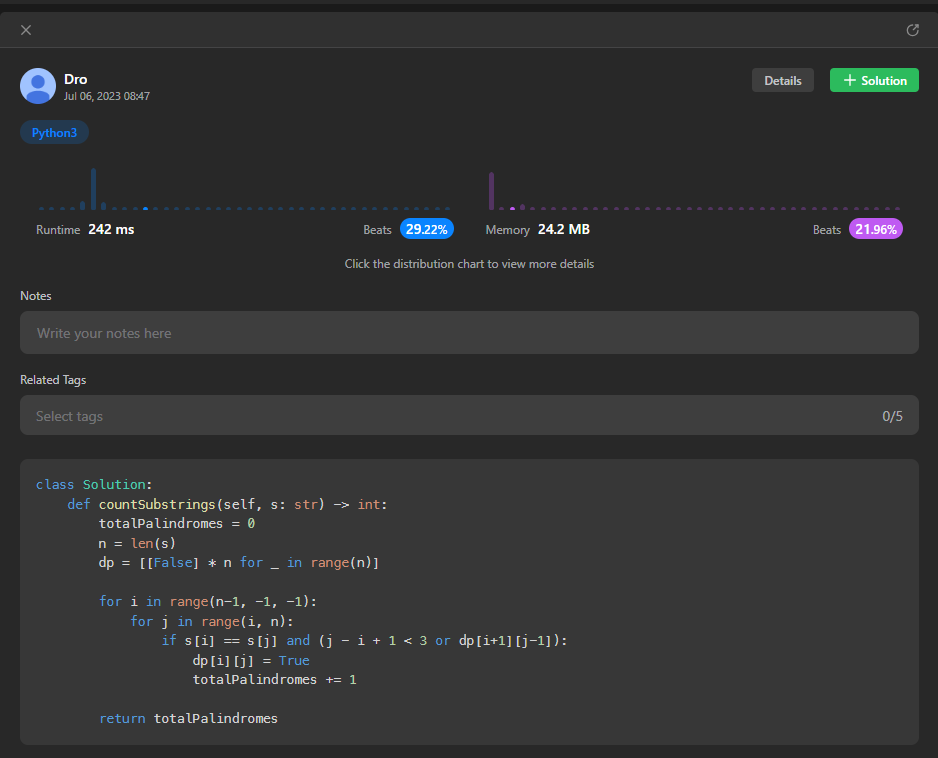 Dro
Jul 06, 2023 08:47
Details
+ Solution
Python3
Runtime 242 ms
Beats 29.22%
Memory 24.2 MB
Beats 21.96%
Click the distribution chart to view more details
Notes
Write your notes here
Related Tags
Select tags
0/5
class Solution:
    def countSubstrings(self, s: str) -> int:
        totalPalindromes = 0
        n = len(s)
        dp = [[False] * n for _ in range(n)]

        for i in range(n-1, -1, -1):
            for j in range(i, n):
                if s[i] == s[j] and (j - i + 1 < 3 or dp[i+1][j-1]):
                    dp[i][j] = True
                    totalPalindromes += 1

        return totalPalindromes